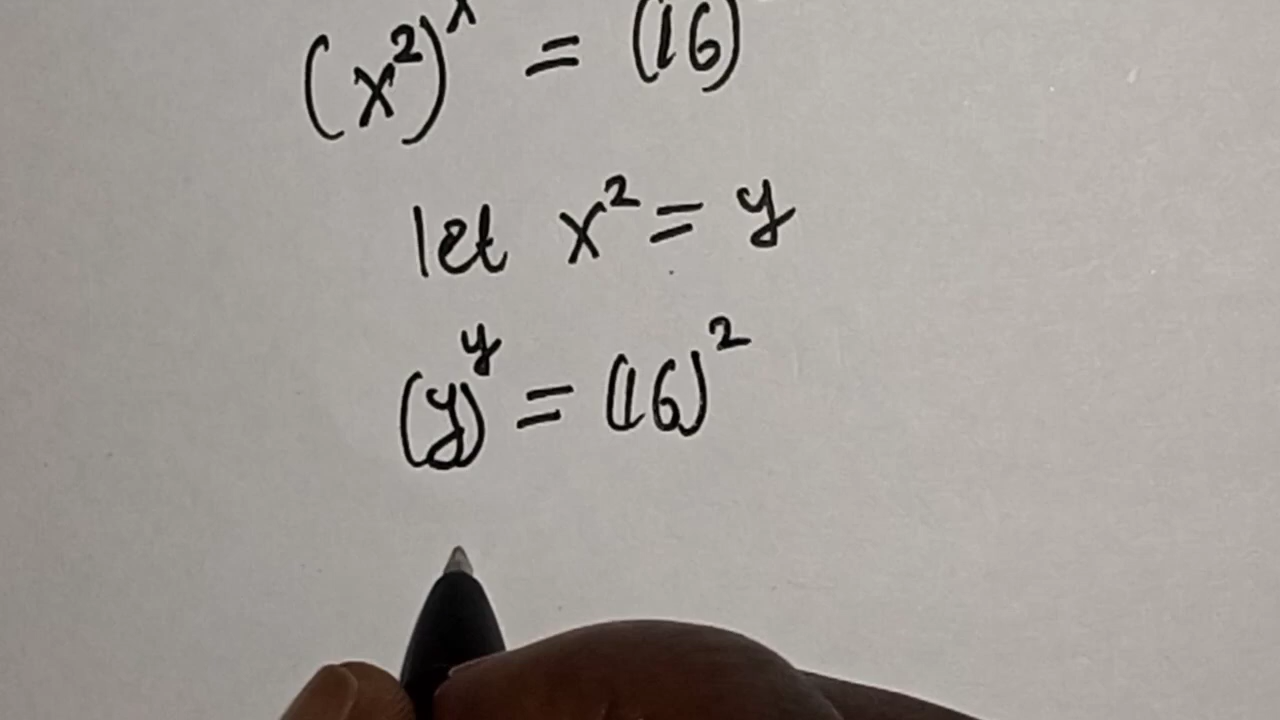 (x²)ˣ = (16)
let x² = y
(y)ʸ = (16)²